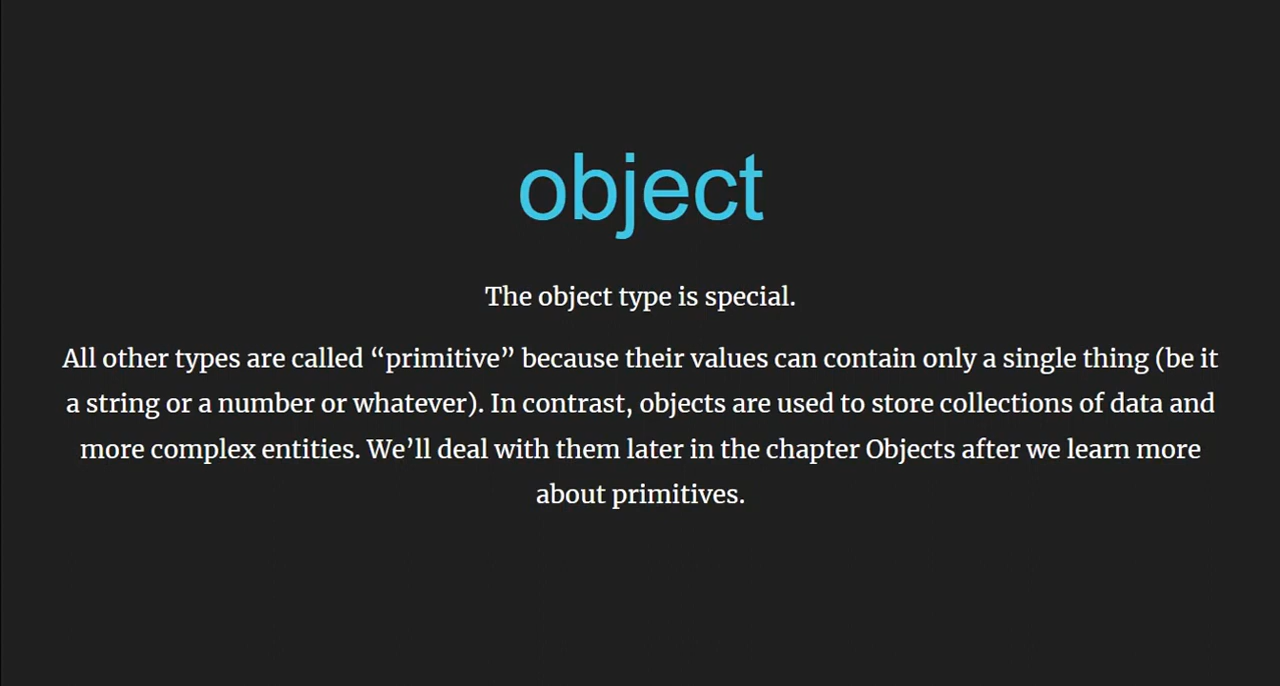 object
The object type is special.
All other types are called “primitive” because their values can contain only a single thing (be it
a string or a number or whatever). In contrast, objects are used to store collections of data and
more complex entities. We’ll deal with them later in the chapter Objects after we learn more
about primitives.